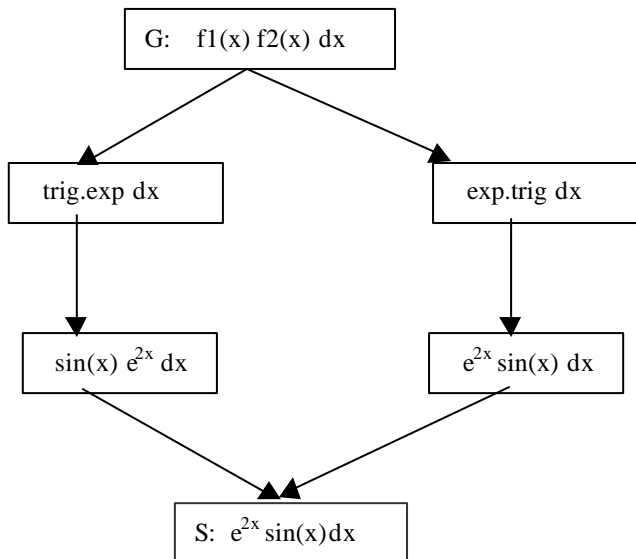 G: f1(x) f2(x) dx
trig.exp dx
exp.trig dx
sin(x) e^{2x} dx
e^{2x} sin(x) dx
S: e^{2x} sin(x)dx